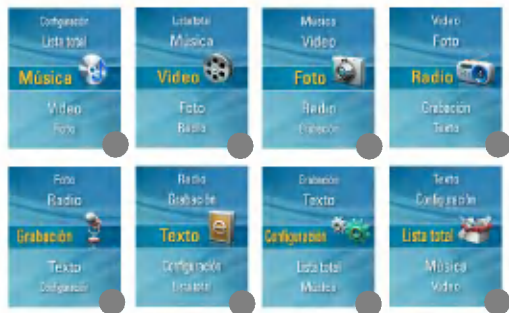 Configuración
Lista total
Música
Video
Foto
Lista total
Música
Video
Foto
Radio
Música
Video
Foto
Radio
Grabación
Video
Foto
Radio
Grabación
Texto
Foto
Radio
Grabación
Texto
Configuración
Radio
Grabación
Texto
Configuración
Lista total
Grabación
Texto
Configuración
Lista total
Música
Texto
Configuración
Lista total
Música
Video